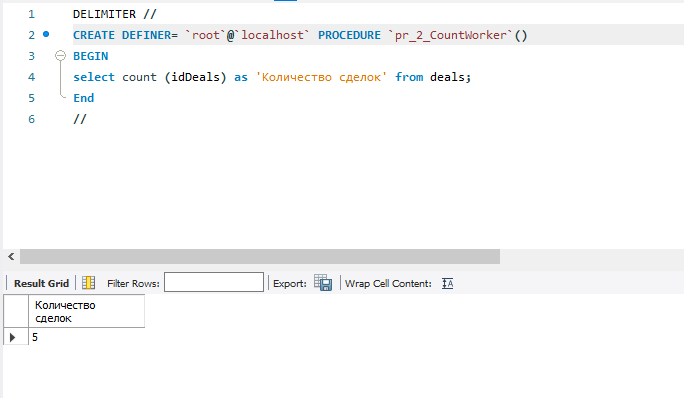 1 DELIMITER //
2 CREATE DEFINER= `root`@`localhost` PROCEDURE `pr_2_CountWorker`()
3 BEGIN
4 select count (idDeals) as 'Количество сделок' from deals;
5 End
6 //
Result Grid Filter Rows: Export: Wrap Cell Content: IA
Количество
сделок
5